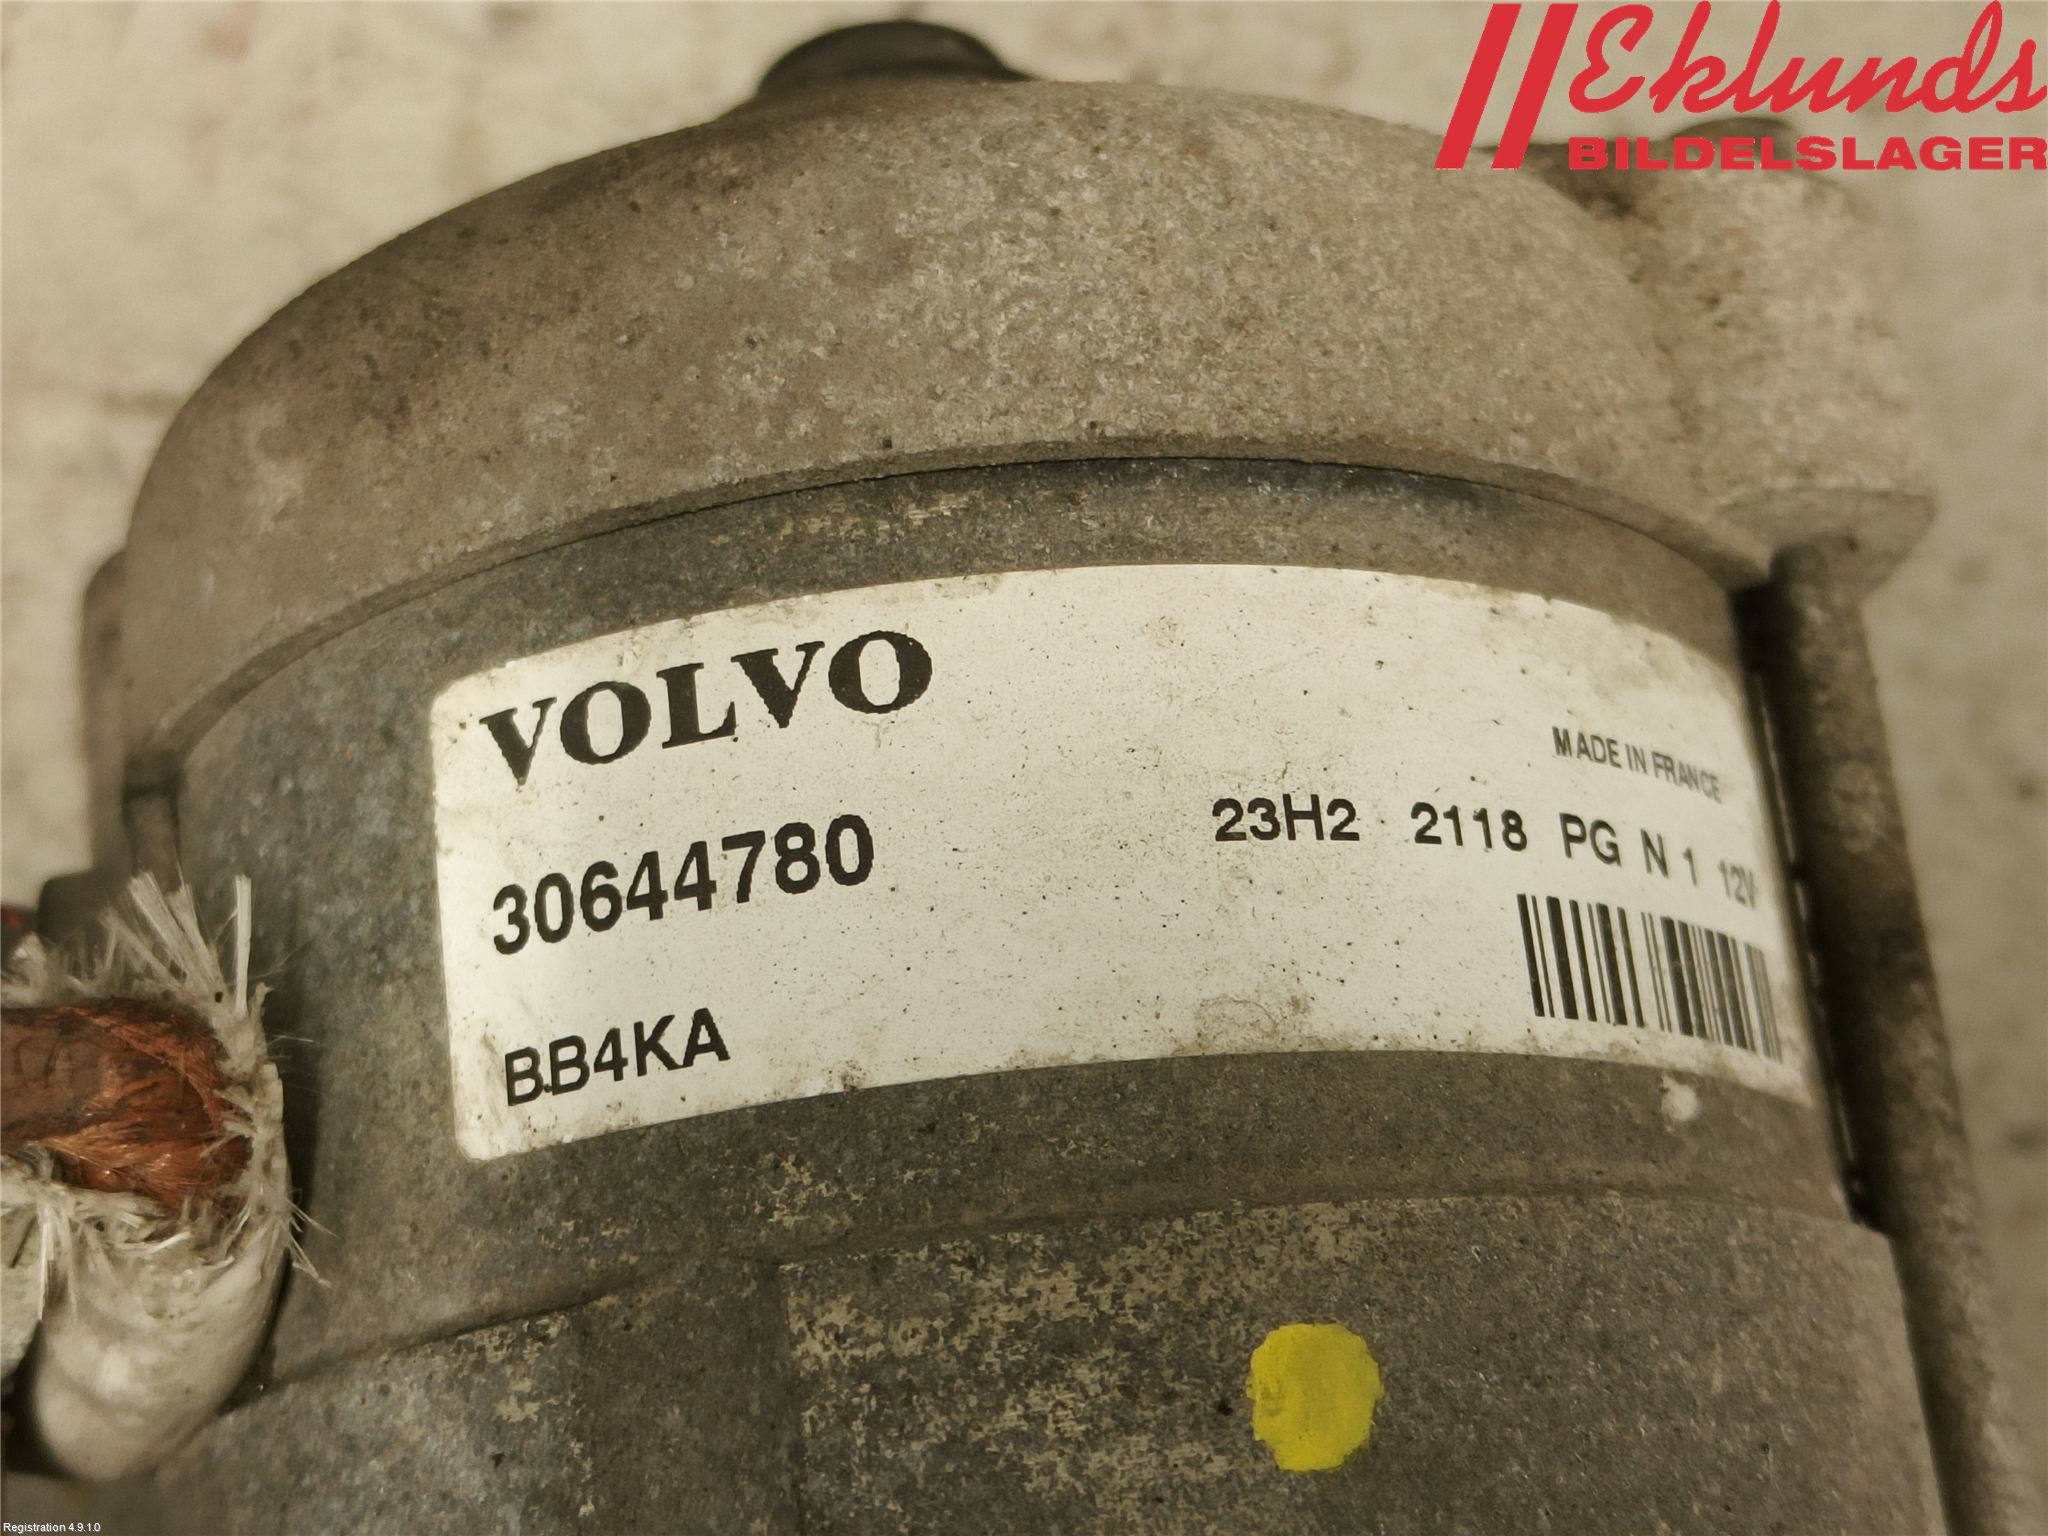 Eklunds
BILDELSLAGER
VOLVO
MADE IN FRANCE
30644780
23H2 2118 PG N 1 12V
BB4KA
Registration 4.9.1.0